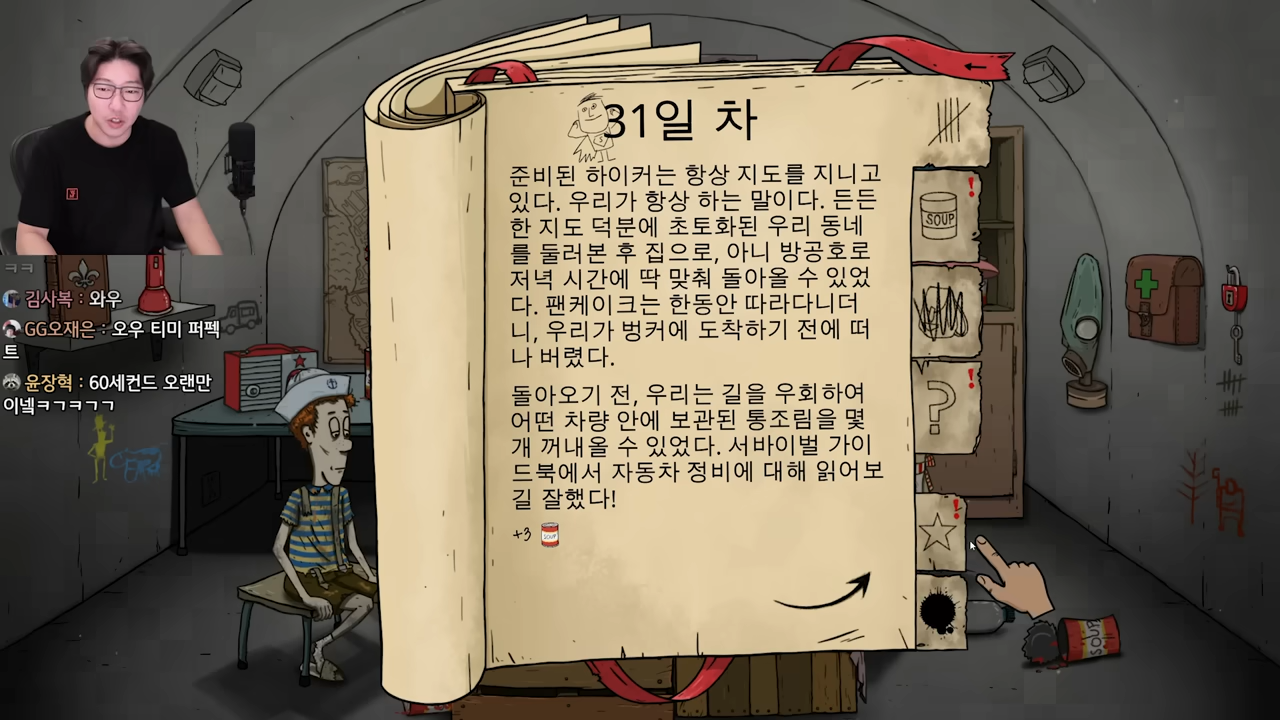 31일 차
준비된 하이커는 항상 지도를 지니고
있다. 우리가 항상 하는 말이다. 든든
한 지도 덕분에 초토화된 우리 동네
를 둘러본 후 집으로, 아니 방공호로
저녁 시간에 딱 맞춰 돌아올 수 있었
다. 팬케이크는 한동안 따라다니더
니, 우리가 벙커에 도착하기 전에 떠
나 버렸다.
돌아오기 전, 우리는 길을 우회하여
어떤 차량 안에 보관된 통조림을 몇
개 꺼내올 수 있었다. 서바이벌 가이
드북에서 자동차 정비에 대해 읽어보
길 잘했다!
+3
SOUP
SOUP
!
!
?
!
SOUP
ㅋㅋ
김사복 : 와우
GG오재은 : 오우 티미 퍼펙
트
윤장혁 : 60세컨드 오랜만
이넼ㅋㄱㅋㄱㄱ